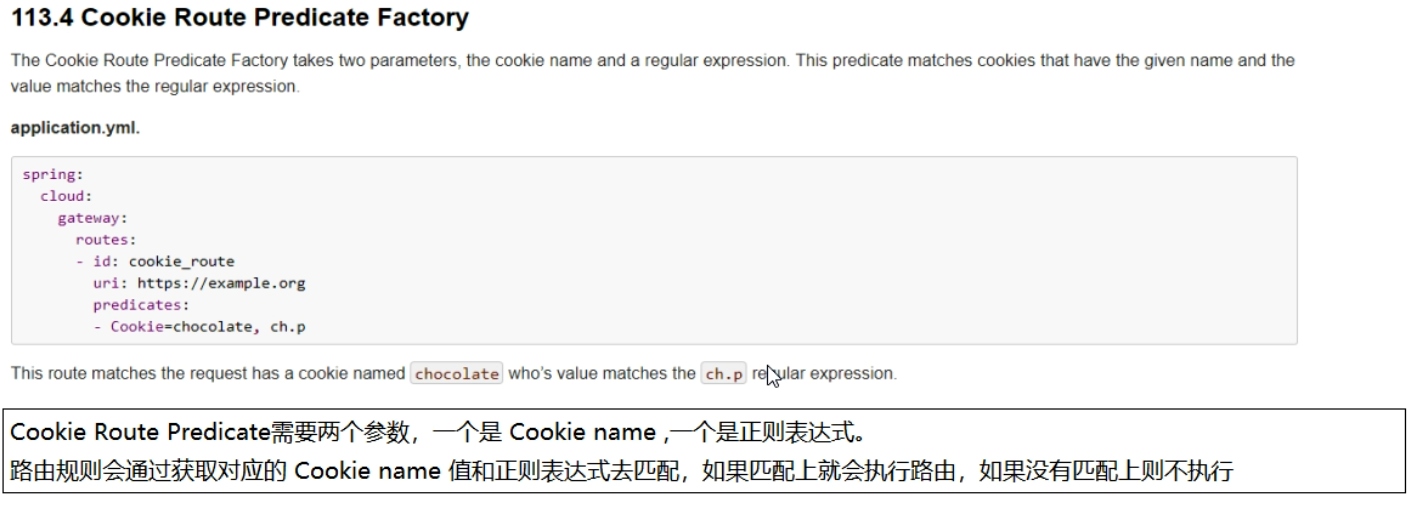 113.4 Cookie Route Predicate Factory
The Cookie Route Predicate Factory takes two parameters, the cookie name and a regular expression. This predicate matches cookies that have the given name and the
value matches the regular expression.
application.yml.
spring:
  cloud:
    gateway:
      routes:
      - id: cookie_route
        uri: https://example.org
        predicates:
        - Cookie=chocolate, ch.p
This route matches the request has a cookie named chocolate who's value matches the ch.p regular expression.
Cookie Route Predicate需要两个参数，一个是 Cookie name ,一个是正则表达式。
路由规则会通过获取对应的 Cookie name 值和正则表达式去匹配，如果匹配上就会执行路由，如果没有匹配上则不执行